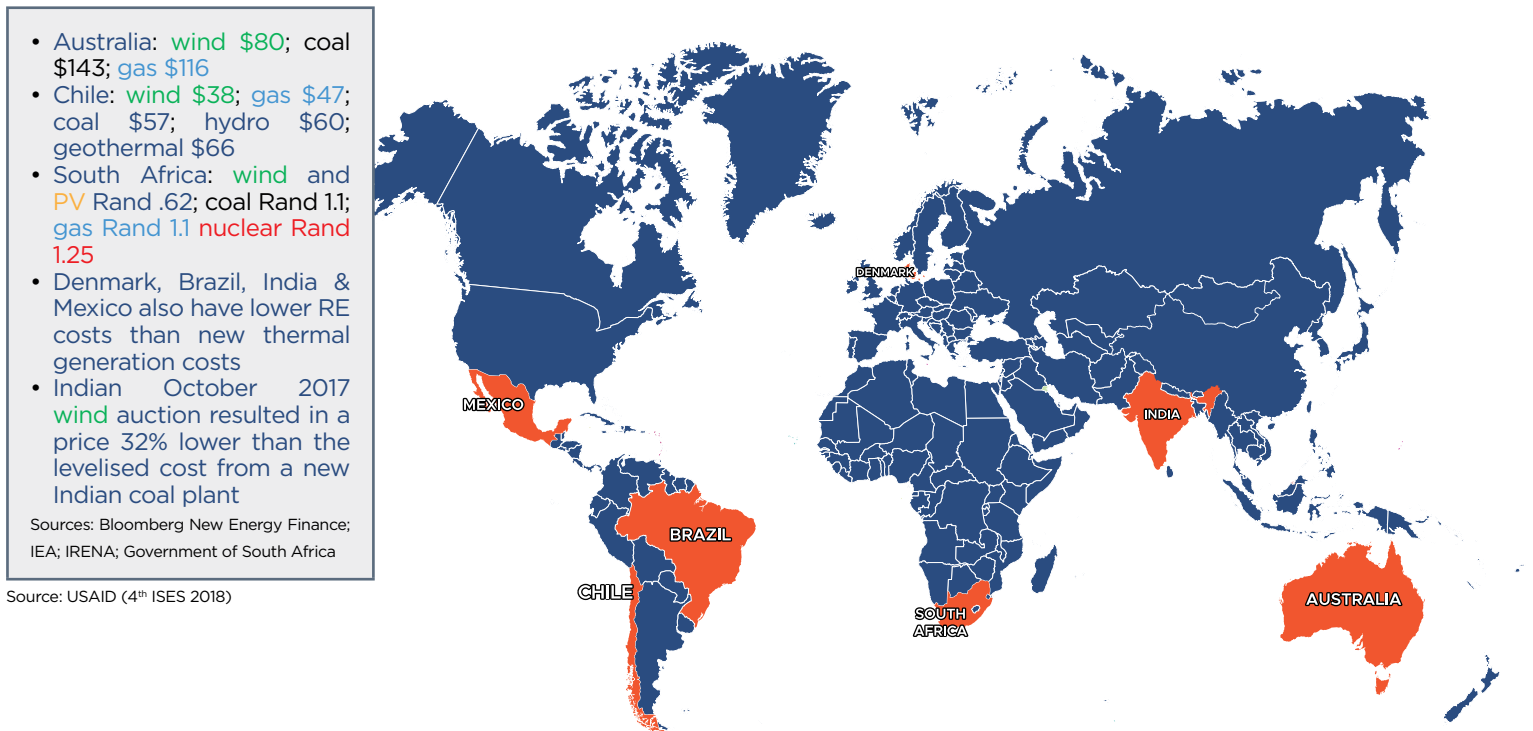 • Australia: wind $80; coal
$143; gas $116
• Chile: wind $38; gas $47;
coal $57; hydro $60;
geothermal $66
• South Africa: wind and
PV Rand .62; coal Rand 1.1;
gas Rand 1.1 nuclear Rand
1.25
• Denmark, Brazil, India &
Mexico also have lower RE
costs than new thermal
generation costs
• Indian October 2017
wind auction resulted in a
price 32% lower than the
levelised cost from a new
Indian coal plant
Sources: Bloomberg New Energy Finance;
IEA; IRENA; Government of South Africa
Source: USAID (4th ISES 2018)
DENMARK
MEXICO
INDIA
BRAZIL
CHILE
SOUTH
AFRICA
AUSTRALIA